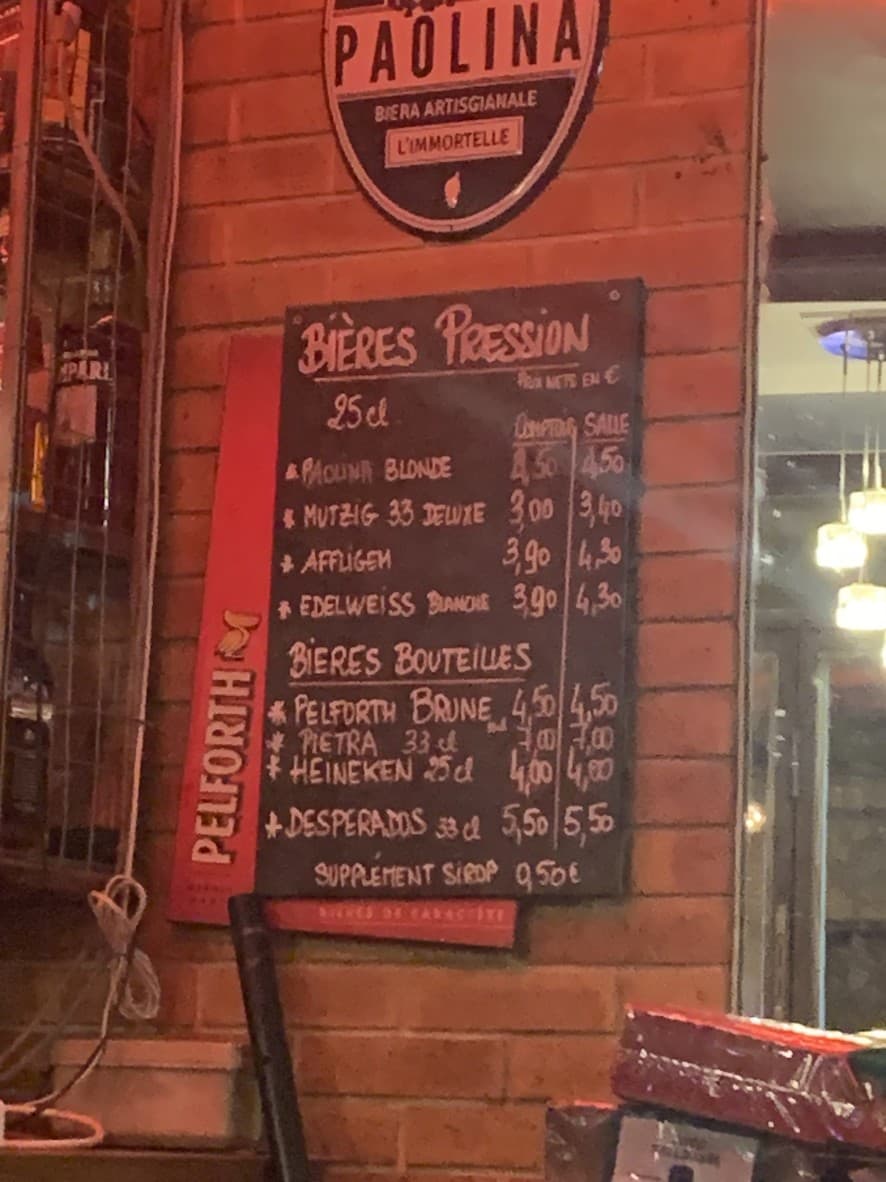 PAOLINA
BIERA ARTISGIANALE
L'IMMORTELLE
BIÈRES PRESSION
PRIX NETS EN €
25 cl
COMPTOIR SALLE
PAOLINA BLONDE 4,50 4,50
* MUTZIG 33 DELUXE 3,00 3,40
* AFFLIGEM 3,90 4,30
* EDELWEISS BLANCHE 3,90 4,30
BIERES BOUTEILLES
* PELFORTH BRUNE 4,50 4,50
* PIETRA 33 cl 7,00 7,00
* HEINEKEN 25 cl 4,00 4,00
* DESPERADOS 33 cl 5,50 5,50
SUPPLÉMENT SIROP 0,50€
PELFORTH
BIÈRES DE CARACTÈRE